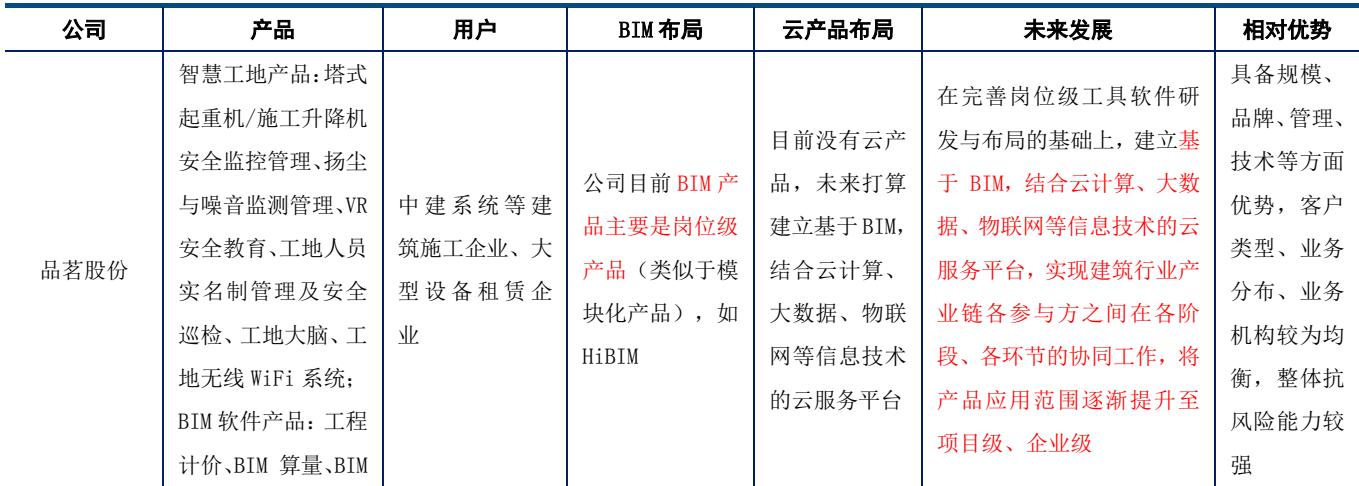 公司 产品 用户 BIM 布局 云产品布局 未来发展 相对优势
品茗股份
智慧工地产品：塔式
起重机/施工升降机
安全监控管理、扬尘
与噪音监测管理、VR
安全教育、工地人员
实名制管理及安全
巡检、工地大脑、工
地无线 WiFi 系统；
BIM 软件产品：工程
计价、BIM 算量、BIM
中建系统等建
筑施工企业、大
型设备租赁企
业
公司目前 BIM 产
品主要是岗位级
产品（类似于模
块化产品），如
HiBIM
目前没有云产
品，未来打算
建立基于 BIM，
结合云计算、
大数据、物联
网等信息技术
的云服务平台
在完善岗位级工具软件研
发与布局的基础上，建立基
于 BIM，结合云计算、大数
据、物联网等信息技术的云
服务平台，实现建筑行业产
业链各参与方之间在各阶
段、各环节的协同工作，将
产品应用范围逐渐提升至
项目级、企业级
具备规模、
品牌、管理、
技术等方面
优势，客户
类型、业务
分布、业务
机构较为均
衡，整体抗
风险能力较
强